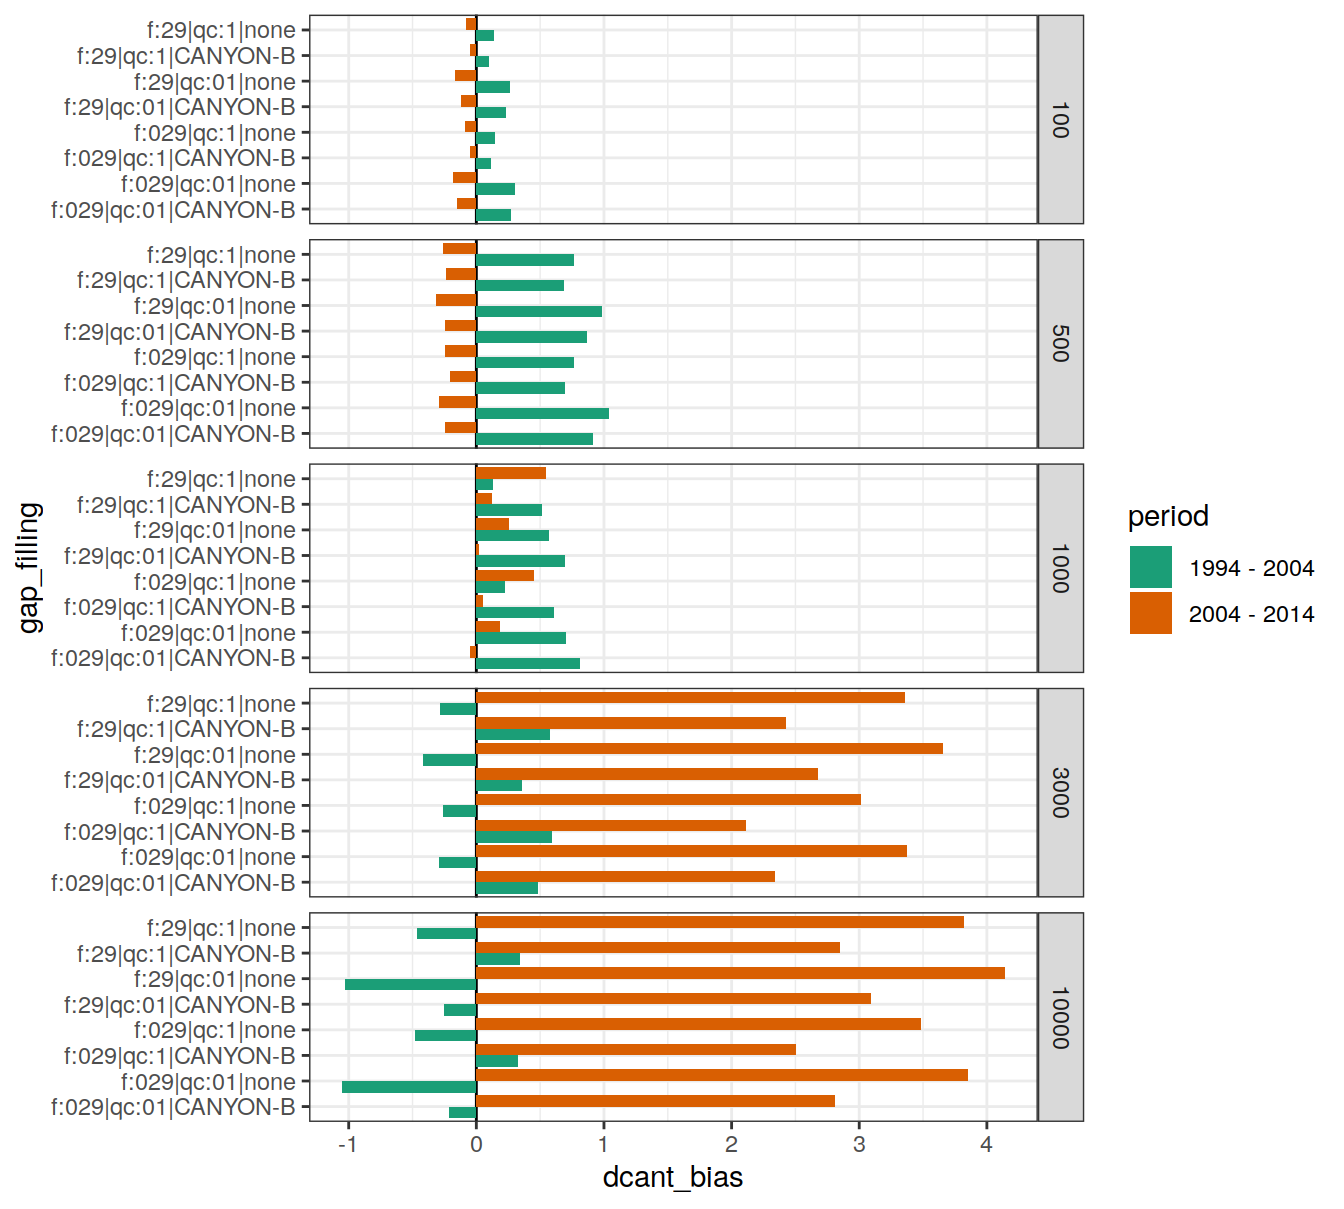 f:29|qc:1|none
f:29|qc:1|CANYON-B
f:29|qc:01|none
f:29|qc:01|CANYON-B
f:029|qc:1|none
f:029|qc:1|CANYON-B
f:029|qc:01|none
f:029|qc:01|CANYON-B
100
f:29|qc:1|none
f:29|qc:1|CANYON-B
f:29|qc:01|none
f:29|qc:01|CANYON-B
f:029|qc:1|none
f:029|qc:1|CANYON-B
f:029|qc:01|none
f:029|qc:01|CANYON-B
500
f:29|qc:1|none
f:29|qc:1|CANYON-B
f:29|qc:01|none
f:29|qc:01|CANYON-B
f:029|qc:1|none
f:029|qc:1|CANYON-B
f:029|qc:01|none
f:029|qc:01|CANYON-B
1000
f:29|qc:1|none
f:29|qc:1|CANYON-B
f:29|qc:01|none
f:29|qc:01|CANYON-B
f:029|qc:1|none
f:029|qc:1|CANYON-B
f:029|qc:01|none
f:029|qc:01|CANYON-B
3000
f:29|qc:1|none
f:29|qc:1|CANYON-B
f:29|qc:01|none
f:29|qc:01|CANYON-B
f:029|qc:1|none
f:029|qc:1|CANYON-B
f:029|qc:01|none
f:029|qc:01|CANYON-B
10000
gap_filling
-1 0 1 2 3 4
dcant_bias
period
1994 - 2004
2004 - 2014